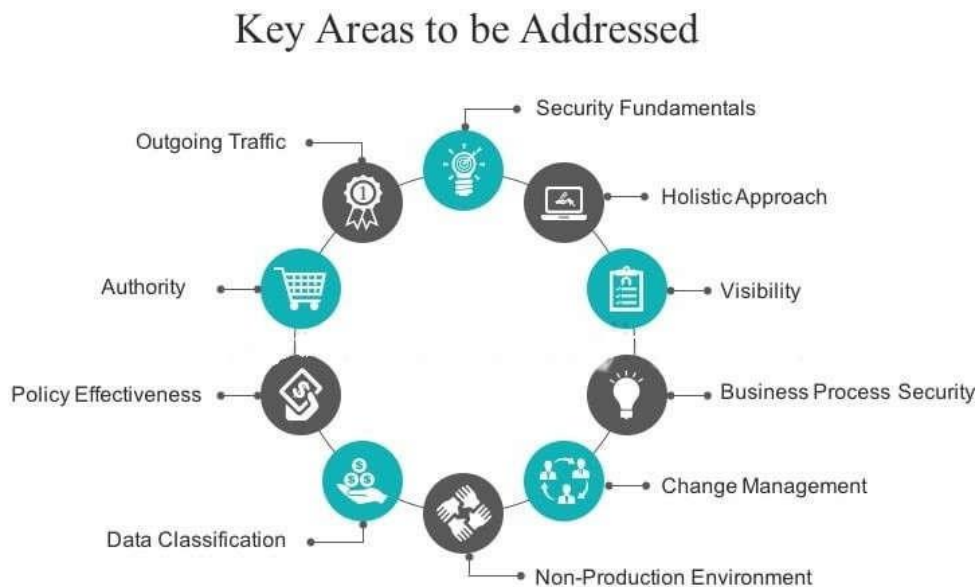 Key Areas to be Addressed
Security Fundamentals
Outgoing Traffic
Holistic Approach
Authority
Visibility
Policy Effectiveness
Business Process Security
Change Management
Data Classification
Non-Production Environment